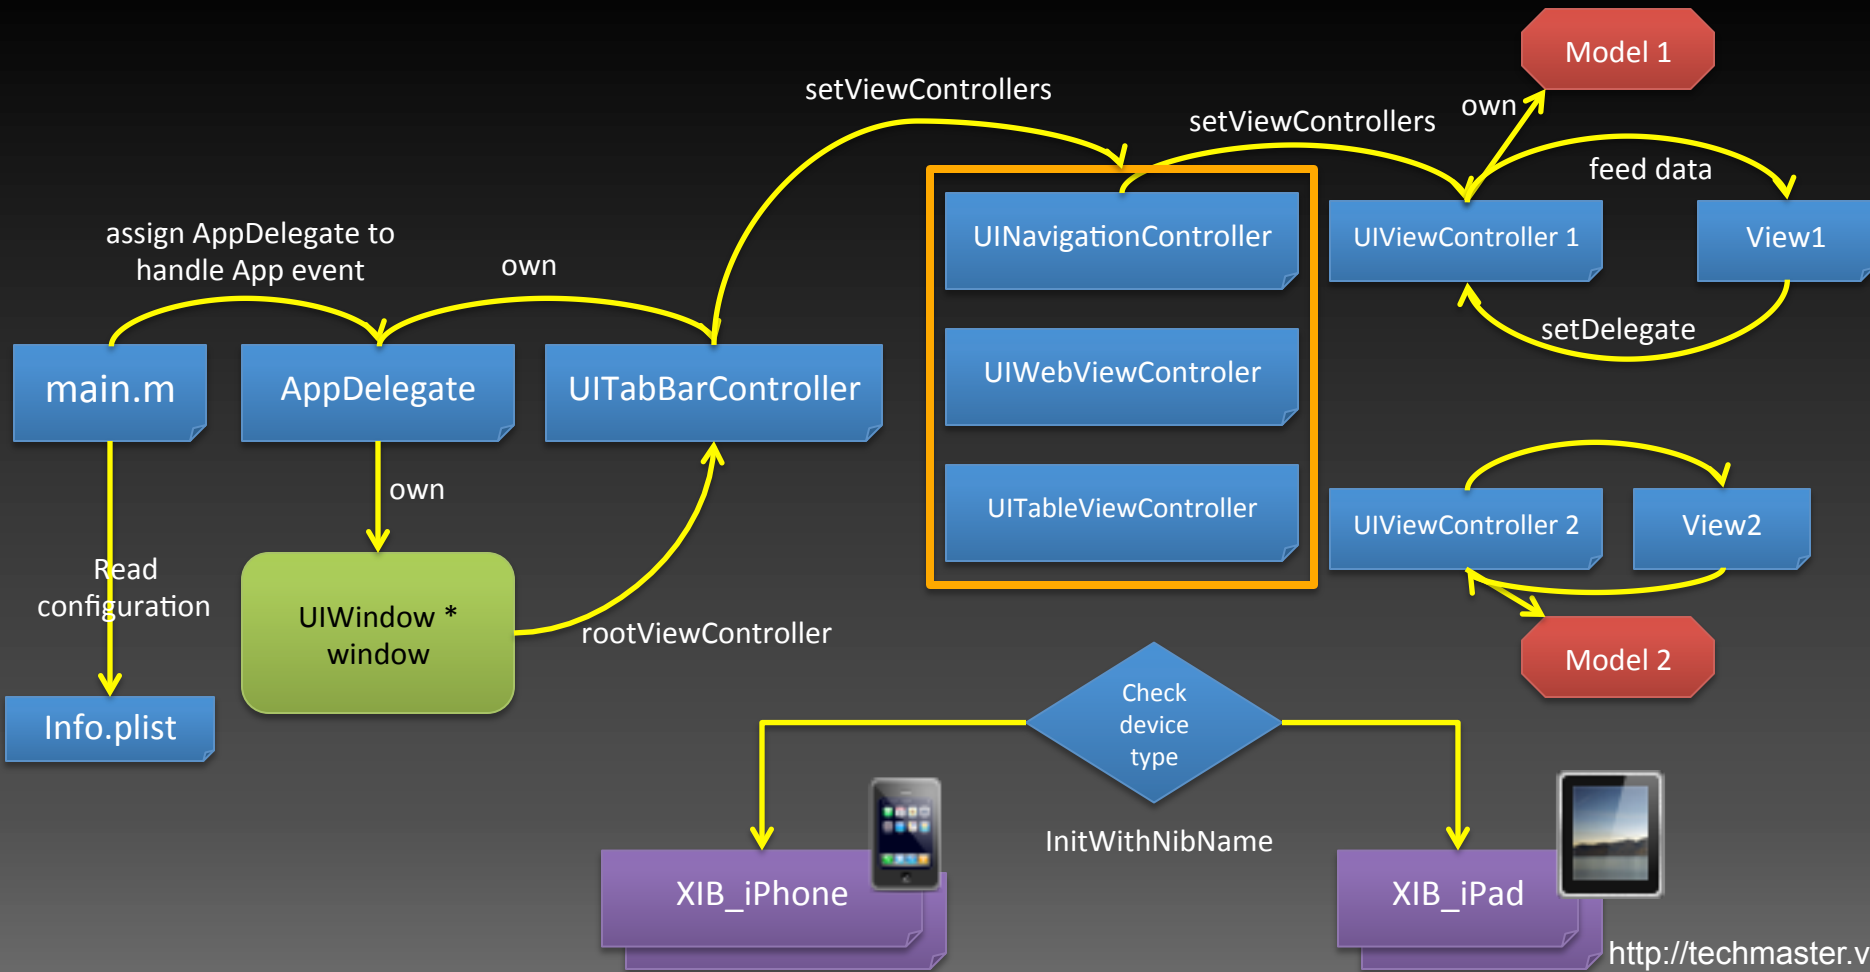 Model 1
setViewControllers
setViewControllers
own
feed data
assign AppDelegate to
handle App event
own
UINavigationController
UIViewController 1
View1
setDelegate
main.m
AppDelegate
UITabBarController
UIWebViewControler
own
UITableViewController
UIViewController 2
View2
Read
configuration
UIWindow *
window
rootViewController
Model 2
Info.plist
Check
device
type
InitWithNibName
XIB_iPhone
XIB_iPad
http://techmaster.v